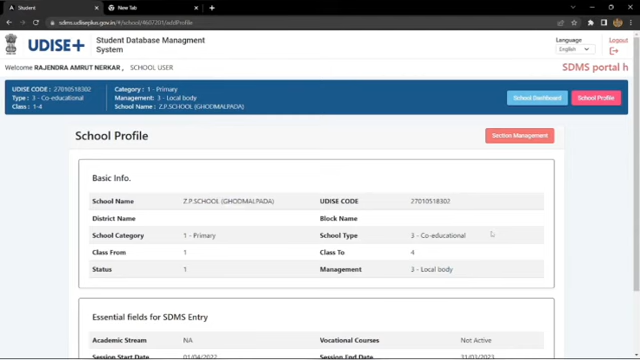 Student
New Tab
sdms.udiseplus.gov.in/#/school/4687201/addProfile
UDISE+
Student Database Managment
System
Language
English
Logout
Welcome RAJENDRA AMRUT NERKAR , SCHOOL USER
SDMS portal h
UDISE CODE : 27010518302
Type : 3 - Co-educational
Class : 1-4
Category : 1 - Primary
Management: 3 - Local body
School Name : Z.P.SCHOOL (GHODMALPADA)
School Dashboard
School Profile
School Profile
Section Management
Basic Info.
School Name Z.P.SCHOOL (GHODMALPADA) UDISE CODE 27010518302
District Name Block Name
School Category 1 - Primary School Type 3 - Co-educational
Class From 1 Class To 4
Status 1 Management 3 - Local body
Essential fields for SDMS Entry
Academic Stream NA Vocational Courses Not Active
Session Start Date 01/04/2022 Session End Date 31/03/2023